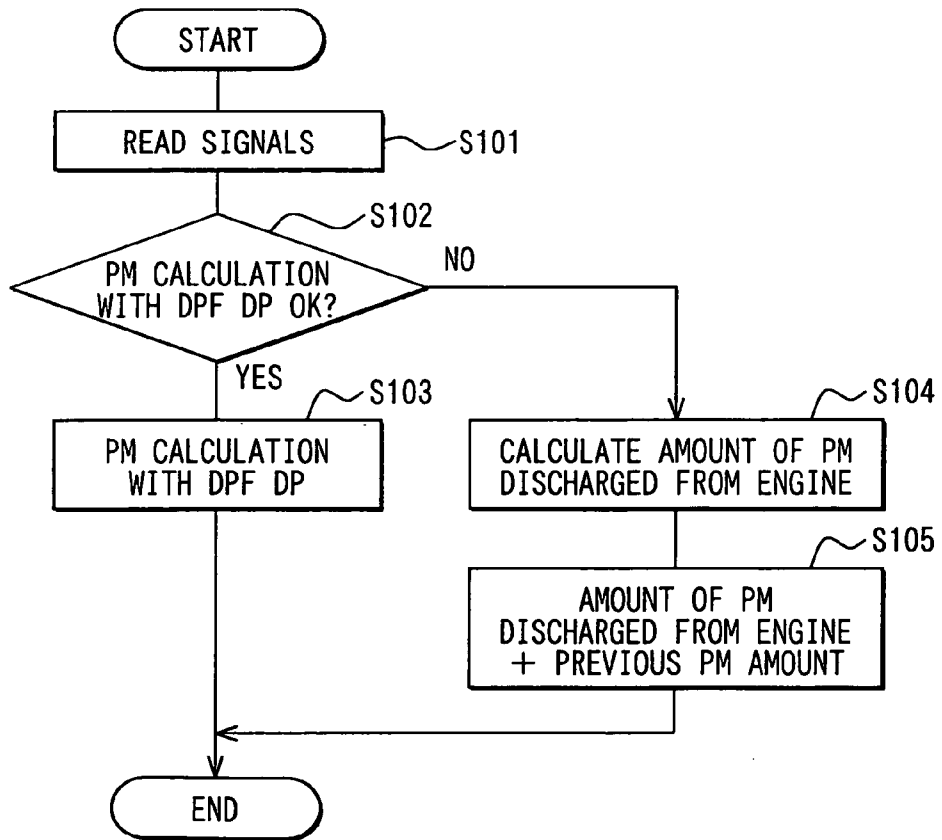 START
READ SIGNALS
S101
S102
PM CALCULATION
WITH DPF DP OK?
NO
YES
S103
PM CALCULATION
WITH DPF DP
S104
CALCULATE AMOUNT OF PM
DISCHARGED FROM ENGINE
S105
AMOUNT OF PM
DISCHARGED FROM ENGINE
+ PREVIOUS PM AMOUNT
END